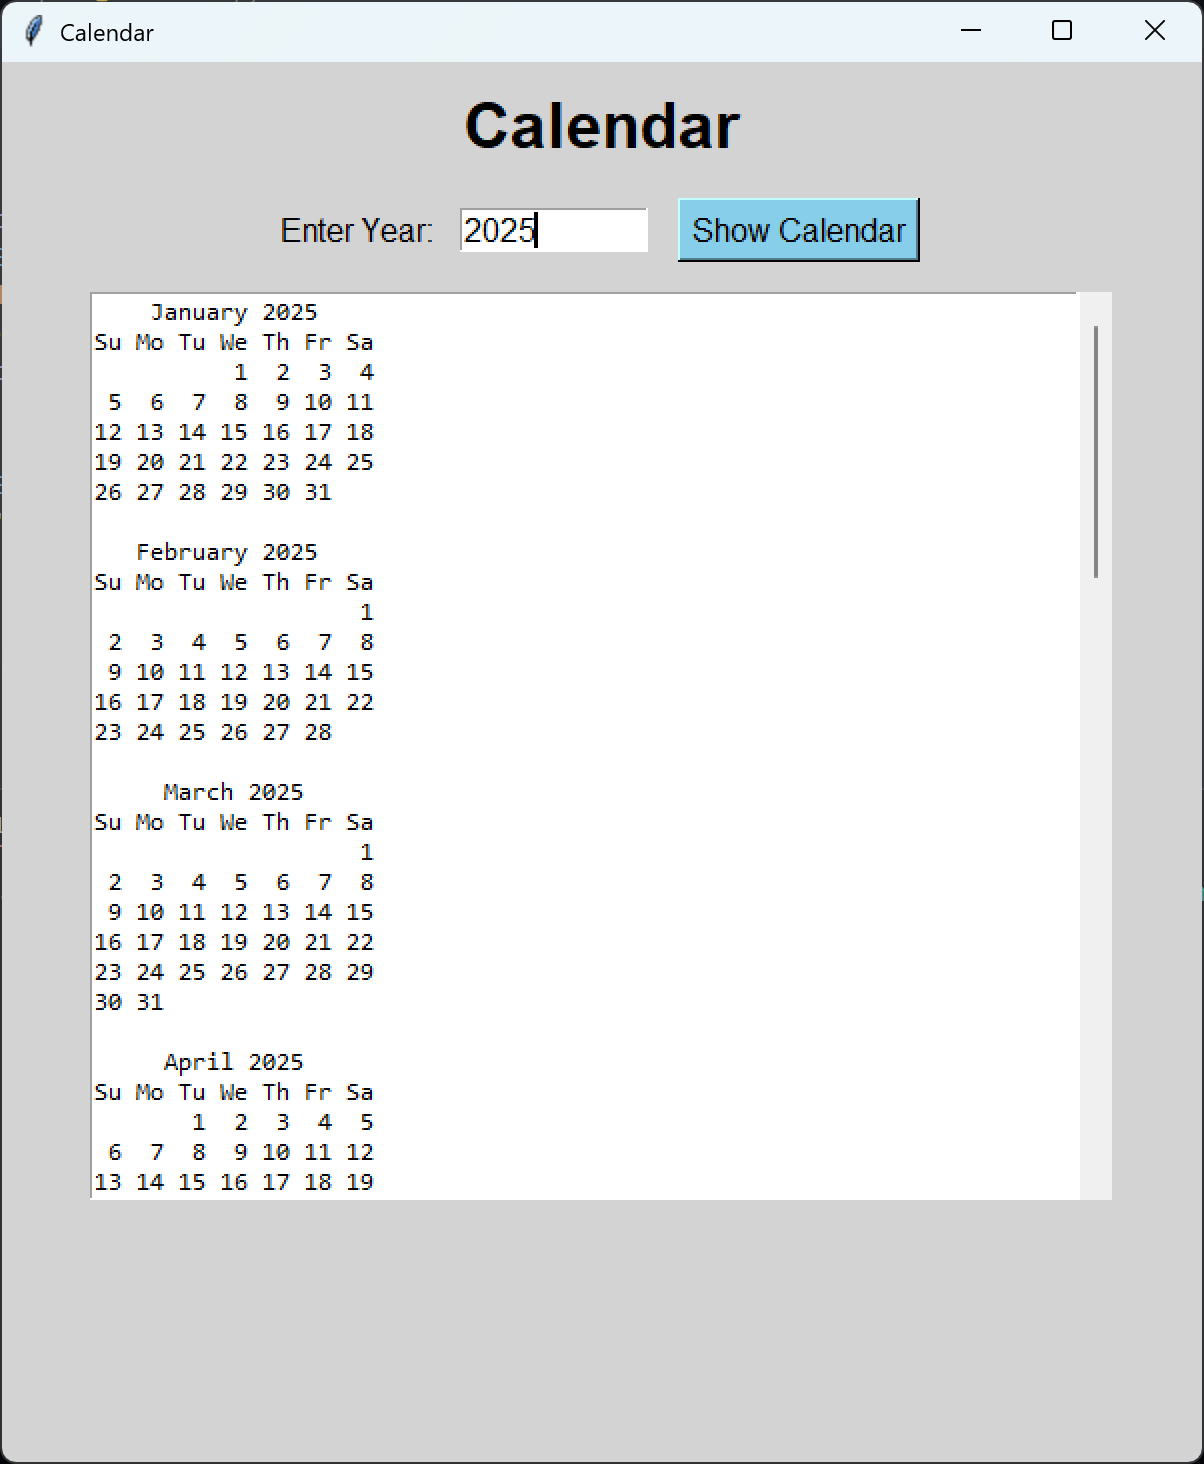 Calendar
Calendar
Enter Year: 2025 Show Calendar
    January 2025
Su Mo Tu We Th Fr Sa
          1  2  3  4
 5  6  7  8  9 10 11
12 13 14 15 16 17 18
19 20 21 22 23 24 25
26 27 28 29 30 31

   February 2025
Su Mo Tu We Th Fr Sa
                   1
 2  3  4  5  6  7  8
 9 10 11 12 13 14 15
16 17 18 19 20 21 22
23 24 25 26 27 28

     March 2025
Su Mo Tu We Th Fr Sa
                   1
 2  3  4  5  6  7  8
 9 10 11 12 13 14 15
16 17 18 19 20 21 22
23 24 25 26 27 28 29
30 31

     April 2025
Su Mo Tu We Th Fr Sa
       1  2  3  4  5
 6  7  8  9 10 11 12
13 14 15 16 17 18 19